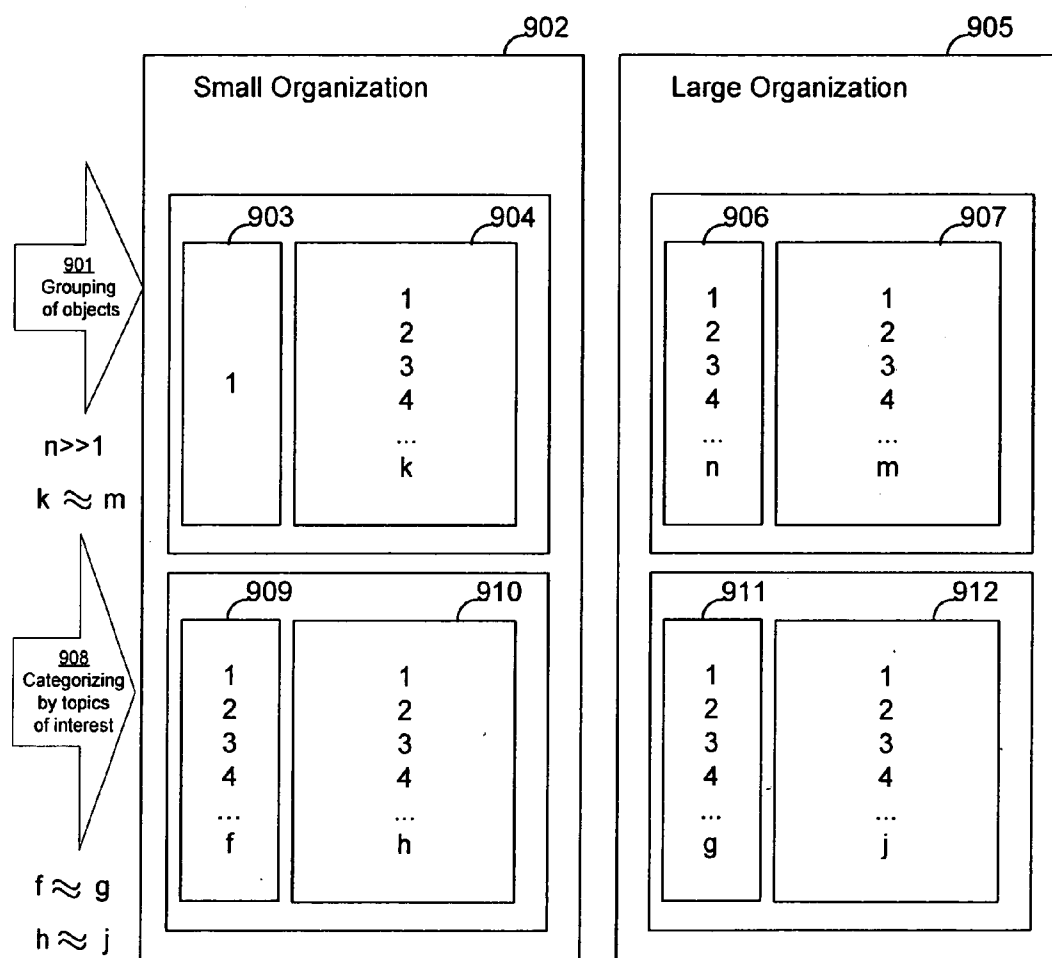 902
905
Small Organization
Large Organization
903
904
906
907
901
Grouping
of objects
1
1
2
3
4
...
k
1
2
3
4
...
n
1
2
3
4
...
m
n>>1
k ≈ m
909
910
911
912
908
Categorizing
by topics
of interest
1
2
3
4
...
f
1
2
3
4
...
h
1
2
3
4
...
g
1
2
3
4
...
j
f ≈ g
h ≈ j